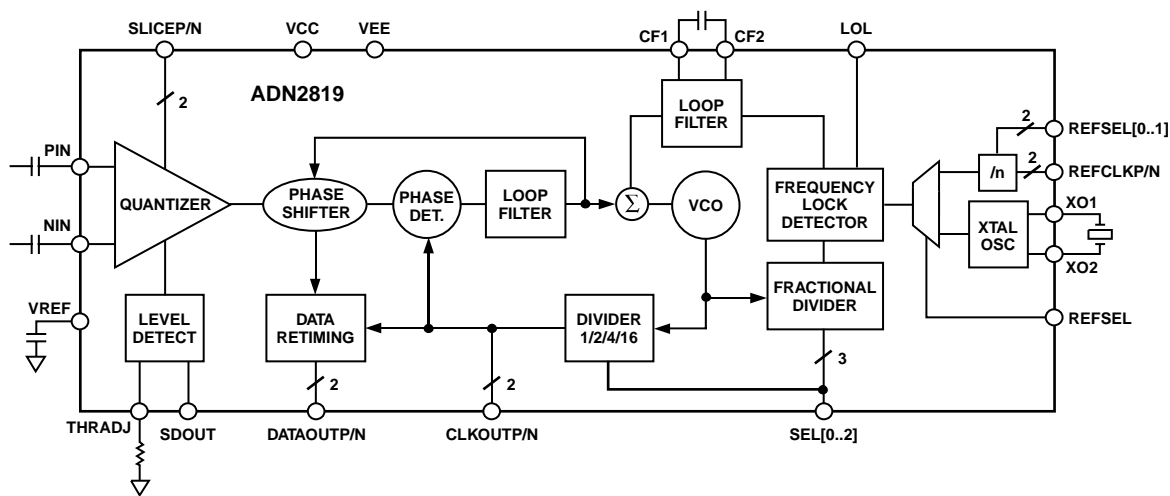 SLICEP/N
VCC
VEE
CF1
CF2
LOL
2
ADN2819
LOOP
FILTER
2
REFSEL[0..1]
PIN
/n
2
REFCLKP/N
QUANTIZER
PHASE
SHIFTER
PHASE
DET.
LOOP
FILTER
Σ
VCO
FREQUENCY
LOCK
DETECTOR
XO1
XTAL
OSC
NIN
XO2
VREF
LEVEL
DETECT
DATA
RETIMING
DIVIDER
1/2/4/16
FRACTIONAL
DIVIDER
REFSEL
2
2
3
THRADJ
SDOUT
DATAOUTP/N
CLKOUTP/N
SEL[0..2]